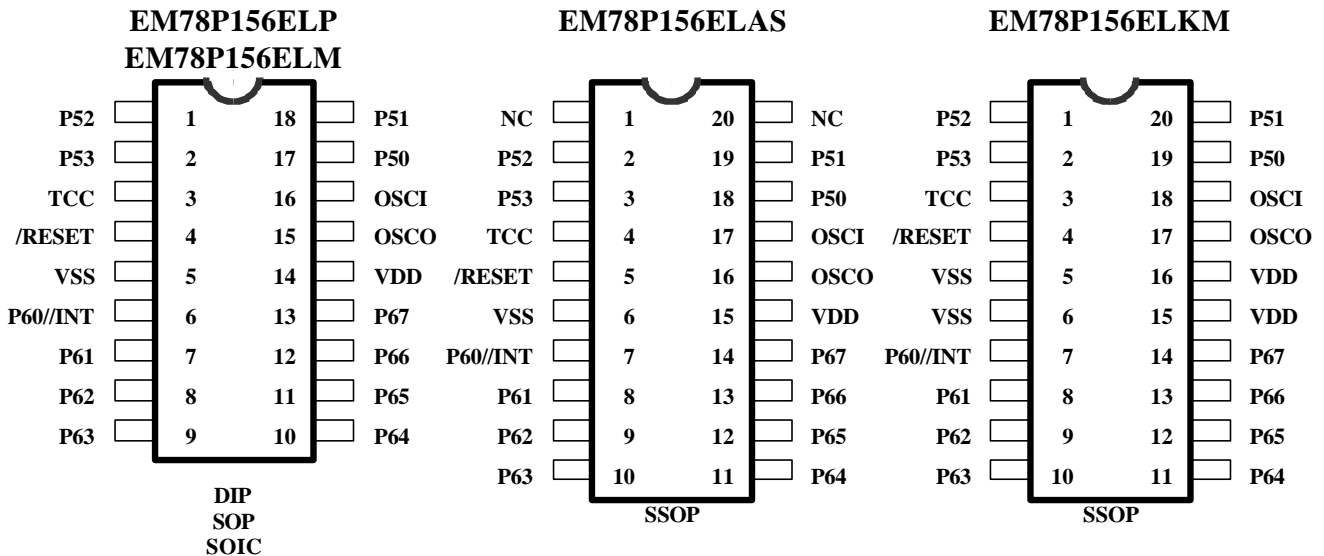 EM78P156ELP
EM78P156ELM
P52 1 18 P51
P53 2 17 P50
TCC 3 16 OSCI
/RESET 4 15 OSCO
VSS 5 14 VDD
P60//INT 6 13 P67
P61 7 12 P66
P62 8 11 P65
P63 9 10 P64
DIP
SOP
SOIC
EM78P156ELAS
NC 1 20 NC
P52 2 19 P51
P53 3 18 P50
TCC 4 17 OSCI
/RESET 5 16 OSCO
VSS 6 15 VDD
P60//INT 7 14 P67
P61 8 13 P66
P62 9 12 P65
P63 10 11 P64
SSOP
EM78P156ELKM
P52 1 20 P51
P53 2 19 P50
TCC 3 18 OSCI
/RESET 4 17 OSCO
VSS 5 16 VDD
VSS 6 15 VDD
P60//INT 7 14 P67
P61 8 13 P66
P62 9 12 P65
P63 10 11 P64
SSOP